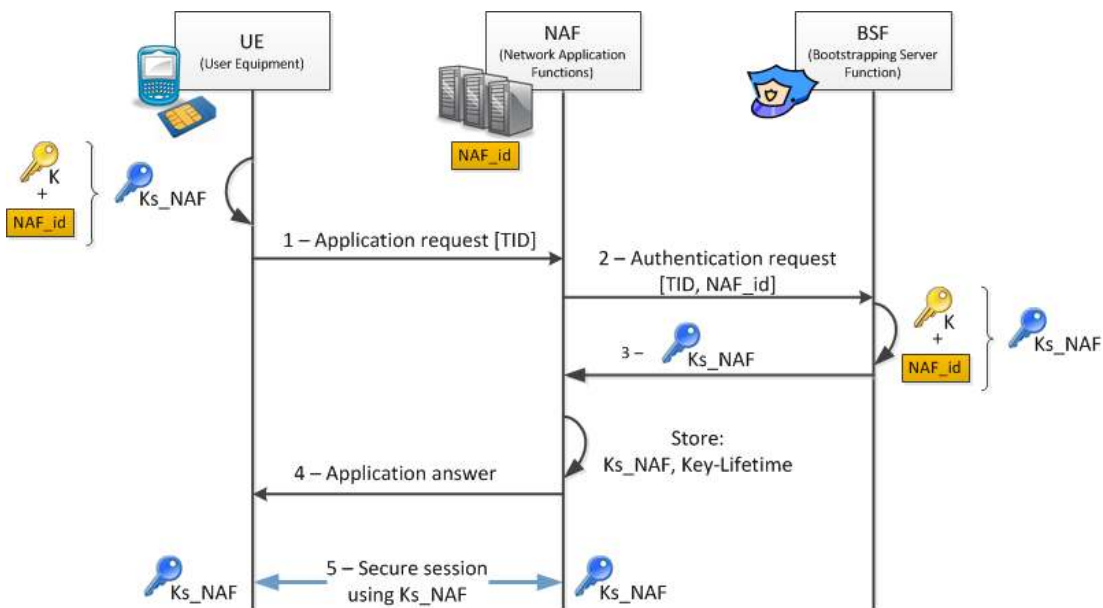 UE
(User Equipment)
NAF
(Network Application
Functions)
BSF
(Bootstrapping Server
Function)
NAF_id
K
+
NAF_id
Ks_NAF
1 – Application request [TID]
2 – Authentication request
[TID, NAF_id]
K
+
NAF_id
Ks_NAF
3 – Ks_NAF
Store:
Ks_NAF, Key-Lifetime
4 – Application answer
Ks_NAF
5 – Secure session
using Ks_NAF
Ks_NAF